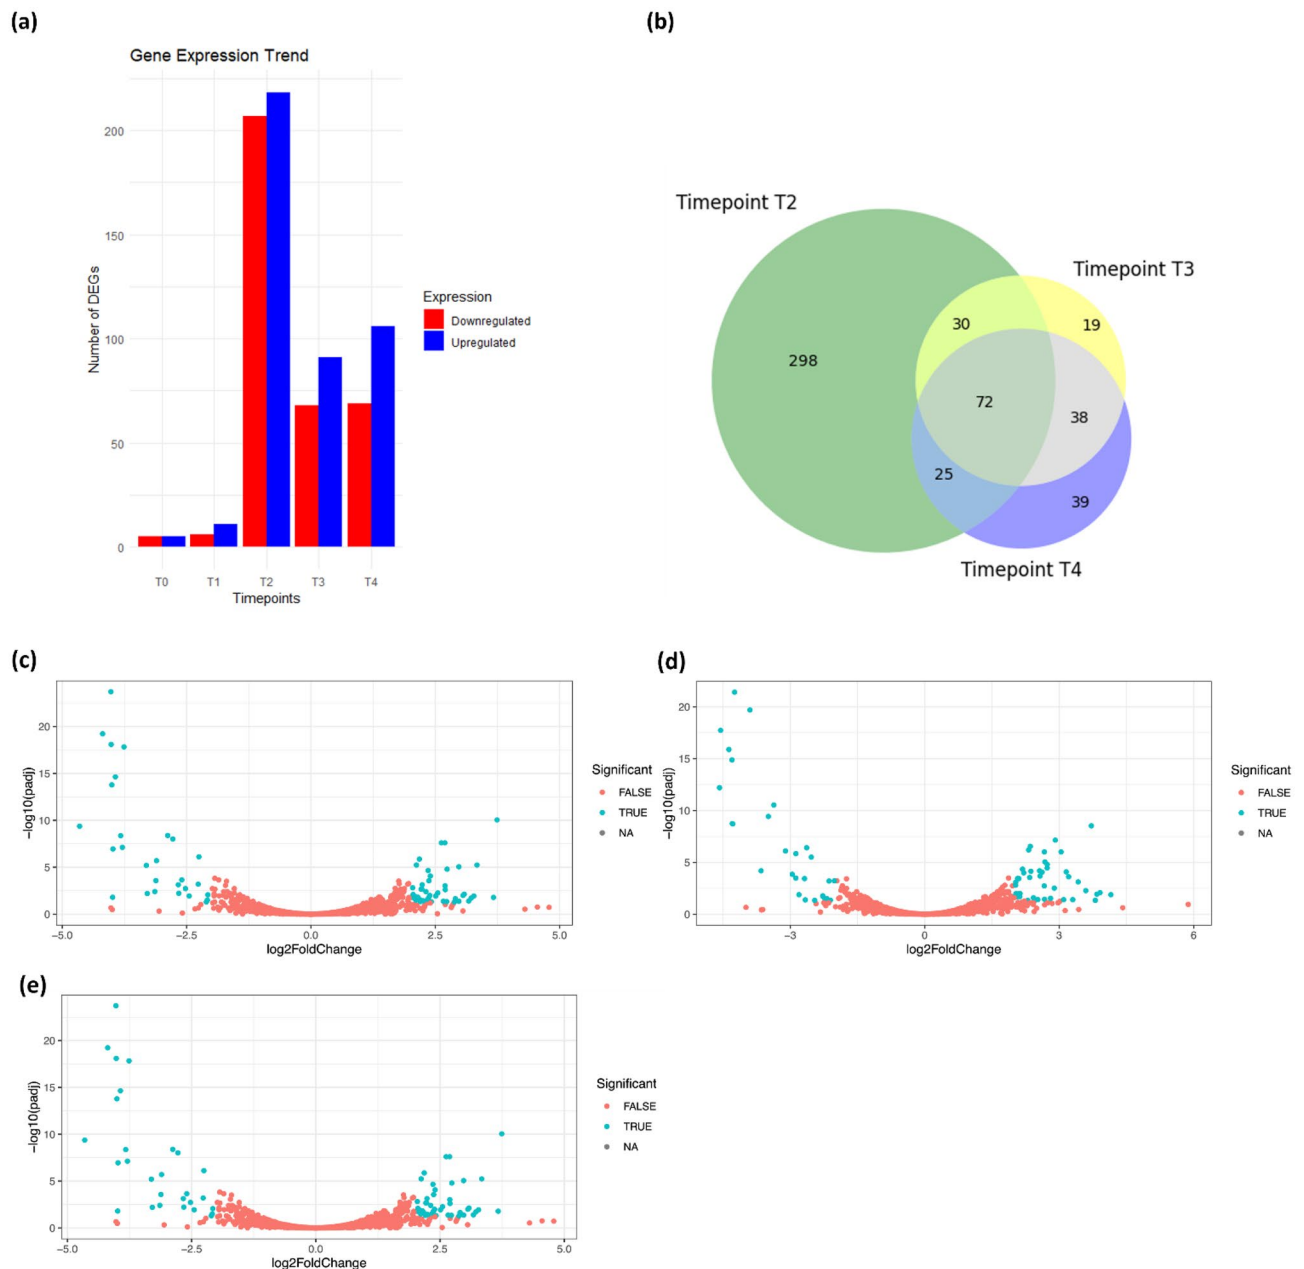 (a)
Gene Expression Trend
Number of DEGs
200
150
100
50
0
T0 T1 T2 T3 T4
Timepoints
Expression
Downregulated
Upregulated
(b)
Timepoint T2
Timepoint T3
30
19
298
72
38
25
39
Timepoint T4
(c)
−log10(padj)
20
15
10
5
0
−5.0 −2.5 0.0 2.5 5.0
log2FoldChange
Significant
FALSE
TRUE
NA
(d)
−log10(padj)
20
15
10
5
0
−3 0 3 6
log2FoldChange
Significant
FALSE
TRUE
NA
(e)
−log10(padj)
20
15
10
5
0
−5.0 −2.5 0.0 2.5 5.0
log2FoldChange
Significant
FALSE
TRUE
NA